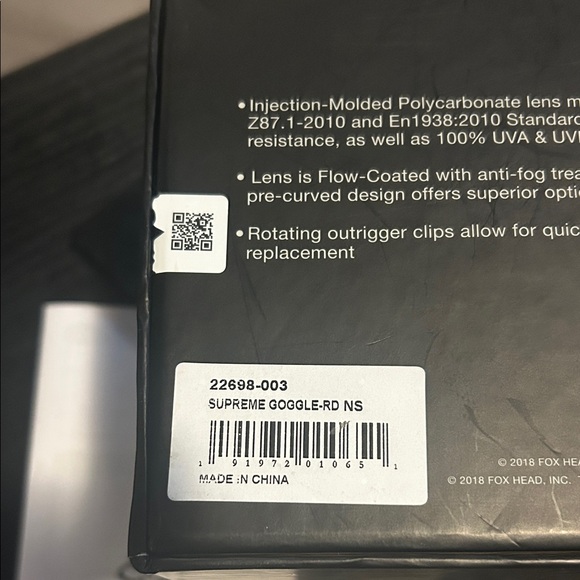 • Injection-Molded Polycarbonate lens m
Z87.1-2010 and En1938:2010 Standard
resistance, as well as 100% UVA & UV
• Lens is Flow-Coated with anti-fog trea
pre-curved design offers superior opti
• Rotating outrigger clips allow for quic
replacement
22698-003
SUPREME GOGGLE-RD NS
1 91972 01065 1
MADE IN CHINA
© 2018 FOX HEA
© 2018 FOX HEAD, INC. T